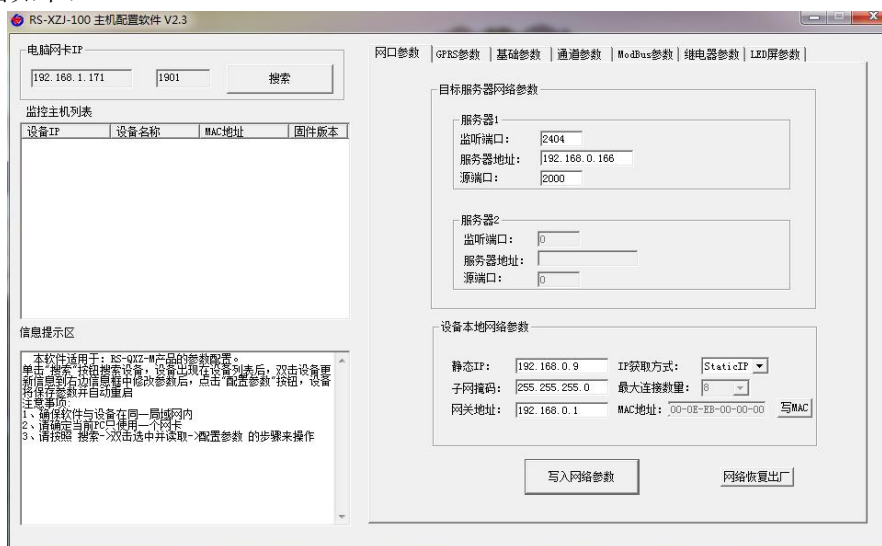 RS-XZJ-100 主机配置软件 V2.3
电脑网卡IP
192.168.1.171
1901
搜索
监控主机列表
设备IP
设备名称
MAC地址
固件版本
信息提示区
本软件适用于：RS-QXZ-M产品的参数配置。
单击"搜索"按钮搜索设备，设备出现在设备列表后，双击设备更
新信息到右边信息框中修改参数后，点击"配置参数"按钮，设备
将保存参数并自动重启
注意事项:
1、确保软件与设备在同一局域网内
2、请确定当前PC只使用一个网卡
3、请按照 搜索->双击选中并读取->配置参数 的步骤来操作
网口参数
GPRS参数
基础参数
通道参数
ModBus参数
继电器参数
LED屏参数
目标服务器网络参数
服务器1
监听端口：
2404
服务器地址：
192.168.0.166
源端口：
2000
服务器2
监听端口：
0
服务器地址：
源端口：
0
设备本地网络参数
静态IP：
192.168.0.9
IP获取方式：
StaticIP
子网掩码：
255.255.255.0
最大连接数量：
8
网关地址：
192.168.0.1
MAC地址：
00-0E-EB-00-00-00
写MAC
写入网络参数
网络恢复出厂